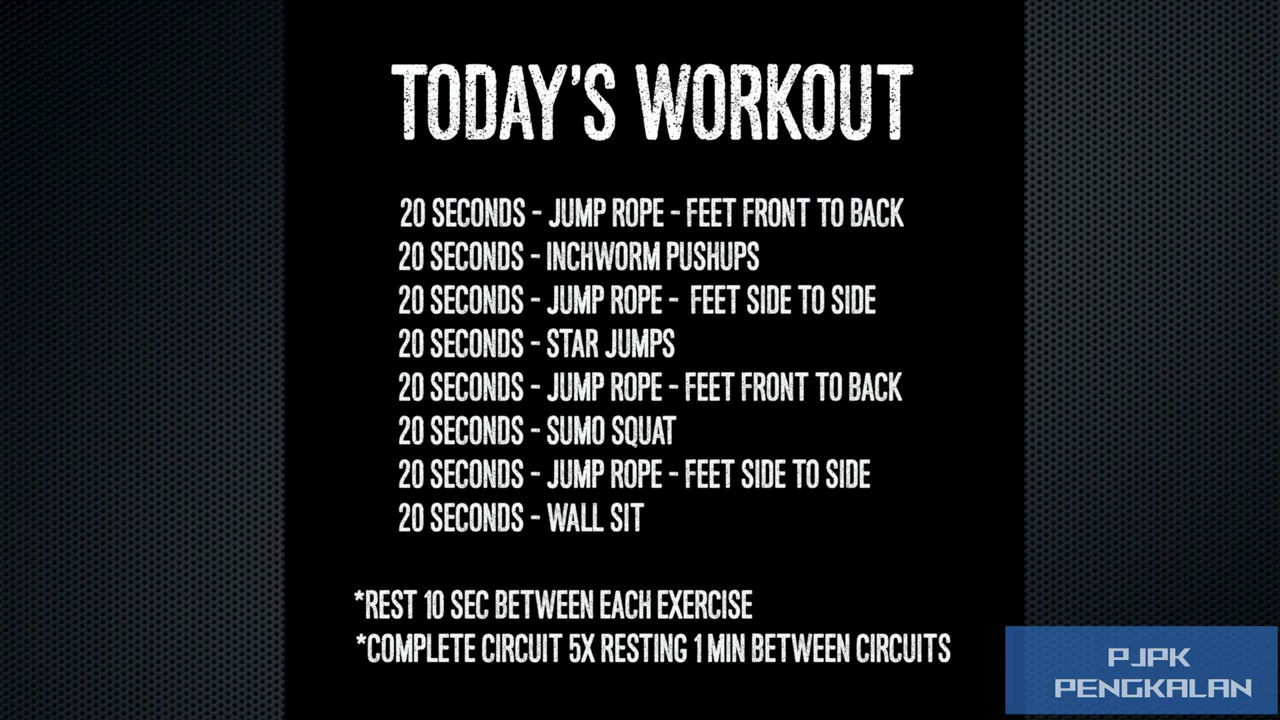 TODAY'S WORKOUT
20 SECONDS - JUMP ROPE - FEET FRONT TO BACK
20 SECONDS - INCHWORM PUSHUPS
20 SECONDS - JUMP ROPE - FEET SIDE TO SIDE
20 SECONDS - STAR JUMPS
20 SECONDS - JUMP ROPE - FEET FRONT TO BACK
20 SECONDS - SUMO SQUAT
20 SECONDS - JUMP ROPE - FEET SIDE TO SIDE
20 SECONDS - WALL SIT
*REST 10 SEC BETWEEN EACH EXERCISE
*COMPLETE CIRCUIT 5X RESTING 1 MIN BETWEEN CIRCUITS
PJPK
PENGKALAN